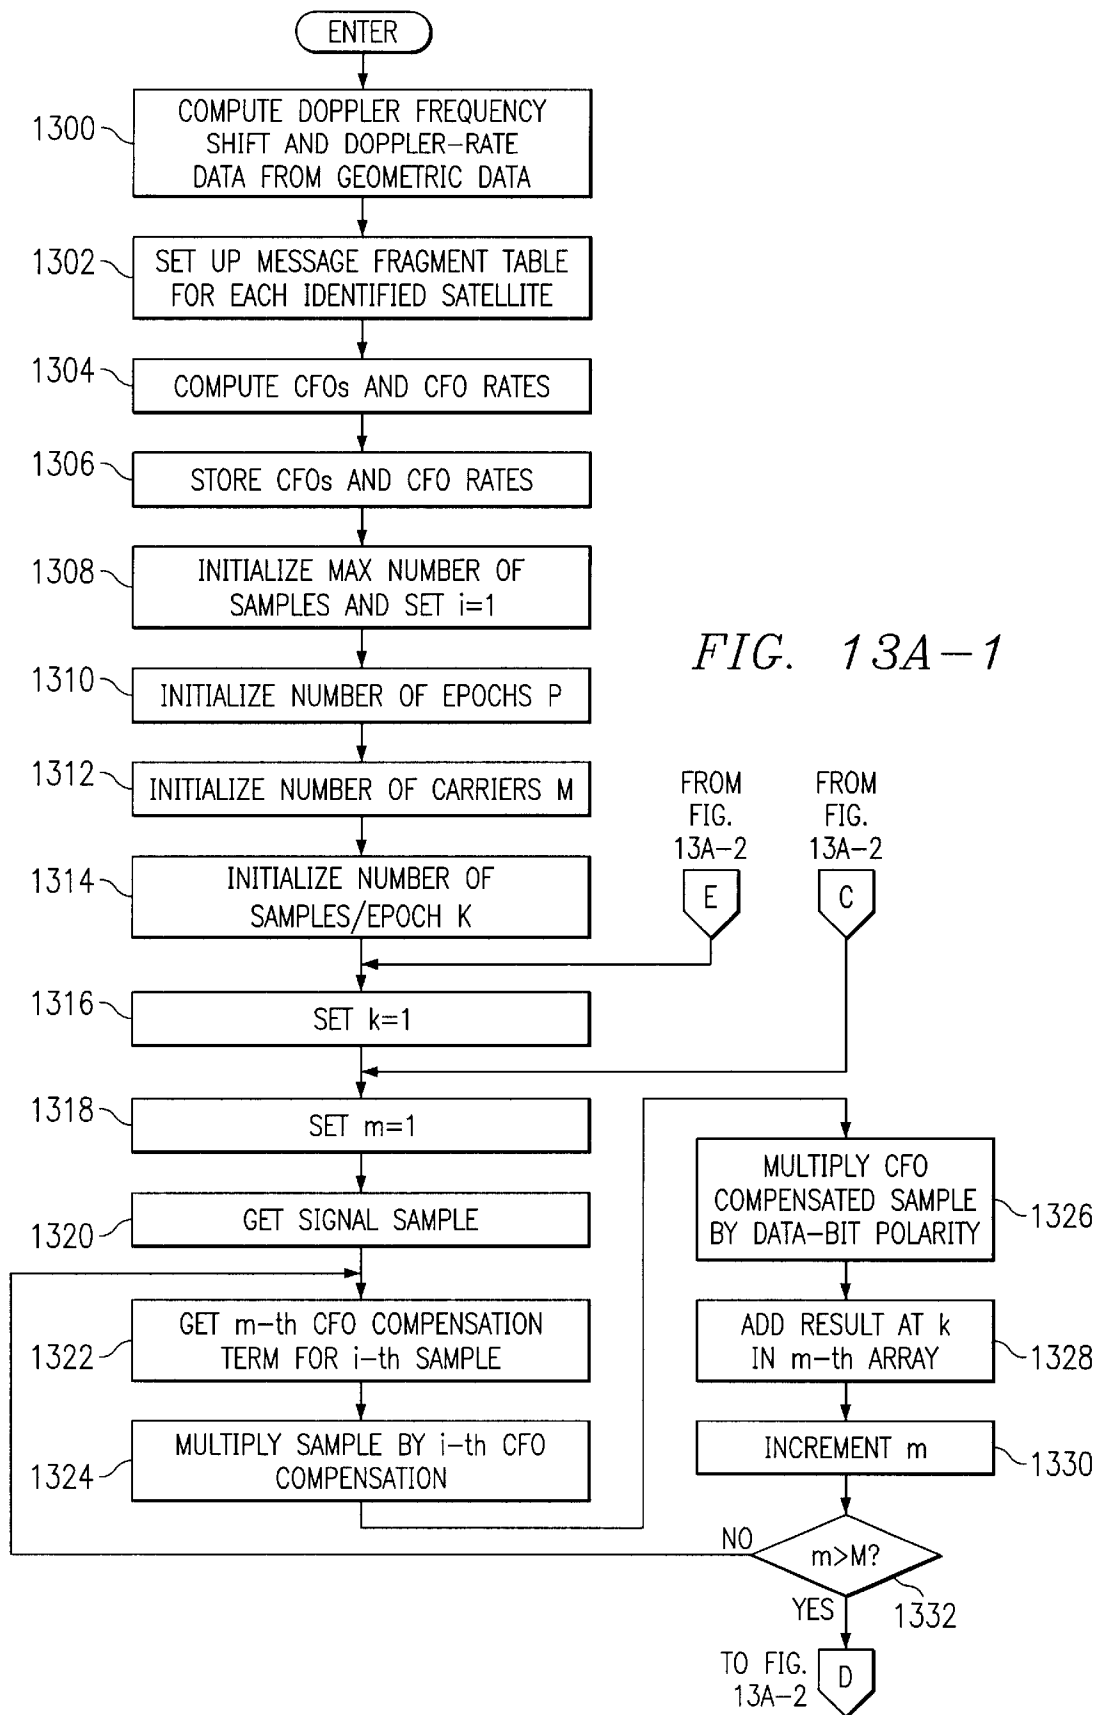 ENTER
1300
COMPUTE DOPPLER FREQUENCY
SHIFT AND DOPPLER-RATE
DATA FROM GEOMETRIC DATA
1302
SET UP MESSAGE FRAGMENT TABLE
FOR EACH IDENTIFIED SATELLITE
1304
COMPUTE CFOs AND CFO RATES
1306
STORE CFOs AND CFO RATES
1308
INITIALIZE MAX NUMBER OF
SAMPLES AND SET i=1
FIG. 13A-1
1310
INITIALIZE NUMBER OF EPOCHS P
1312
INITIALIZE NUMBER OF CARRIERS M
1314
INITIALIZE NUMBER OF
SAMPLES/EPOCH K
FROM
FIG.
13A-2
E
FROM
FIG.
13A-2
C
1316
SET k=1
1318
SET m=1
1320
GET SIGNAL SAMPLE
1322
GET m-th CFO COMPENSATION
TERM FOR i-th SAMPLE
1324
MULTIPLY SAMPLE BY i-th CFO
COMPENSATION
MULTIPLY CFO
COMPENSATED SAMPLE
BY DATA-BIT POLARITY
1326
ADD RESULT AT k
IN m-th ARRAY
1328
INCREMENT m
1330
NO
m>M?
1332
YES
TO FIG.
13A-2
D